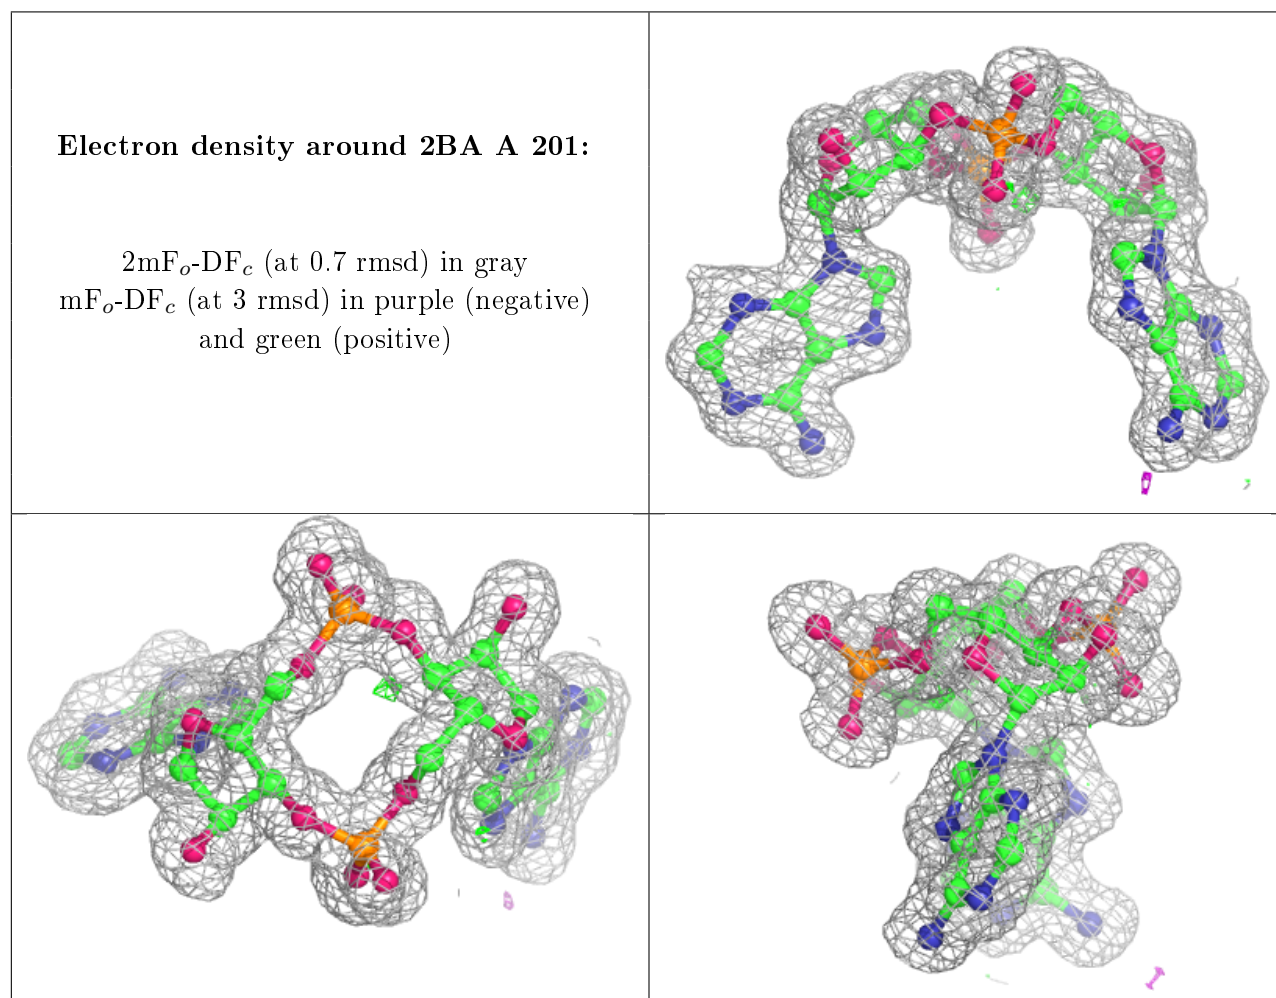 Electron density around 2BA A 201:
2mFo-DFc (at 0.7 rmsd) in gray
mFo-DFc (at 3 rmsd) in purple (negative)
and green (positive)